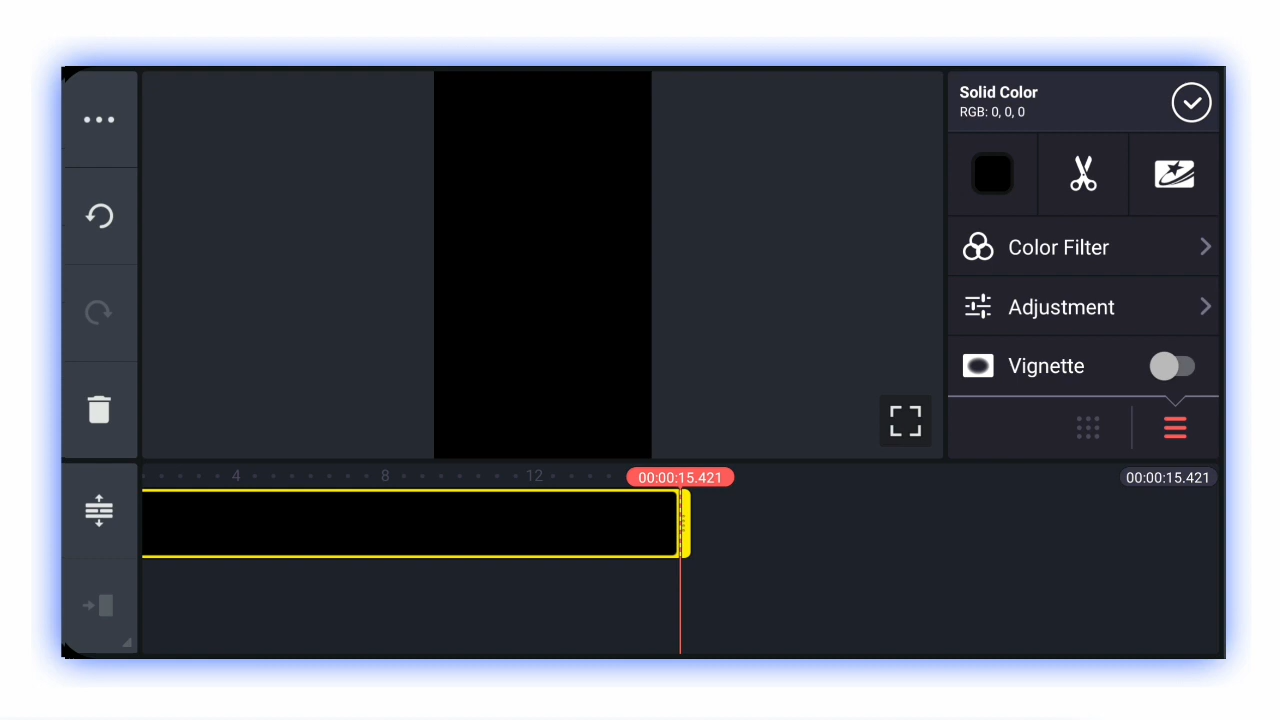 Solid Color
RGB: 0, 0, 0
Color Filter
Adjustment
Vignette
4 8 12 00:00:15.421 00:00:15.421